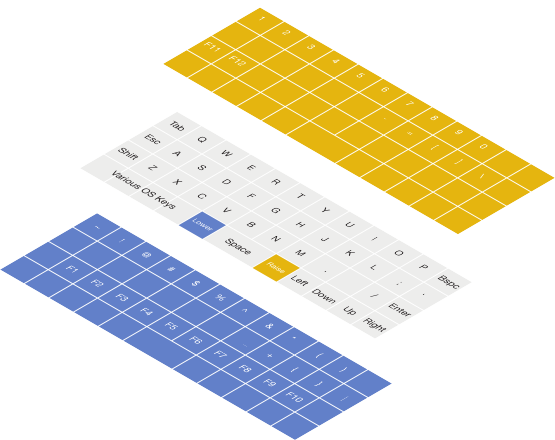 1 2 3 4 5 6 7 8 9 0
- = [ ] \
F11 F12
Tab Q W E R T Y U I O P Bspc
Esc A S D F G H J K L ; '
Shift Z X C V B N M , / Enter
Various OS Keys Lower Space Raise Left Down Up Right
~ ! @ # $ % ^ & * ( )
_ + { } |
F1 F2 F3 F4 F5 F6 F7 F8 F9 F10